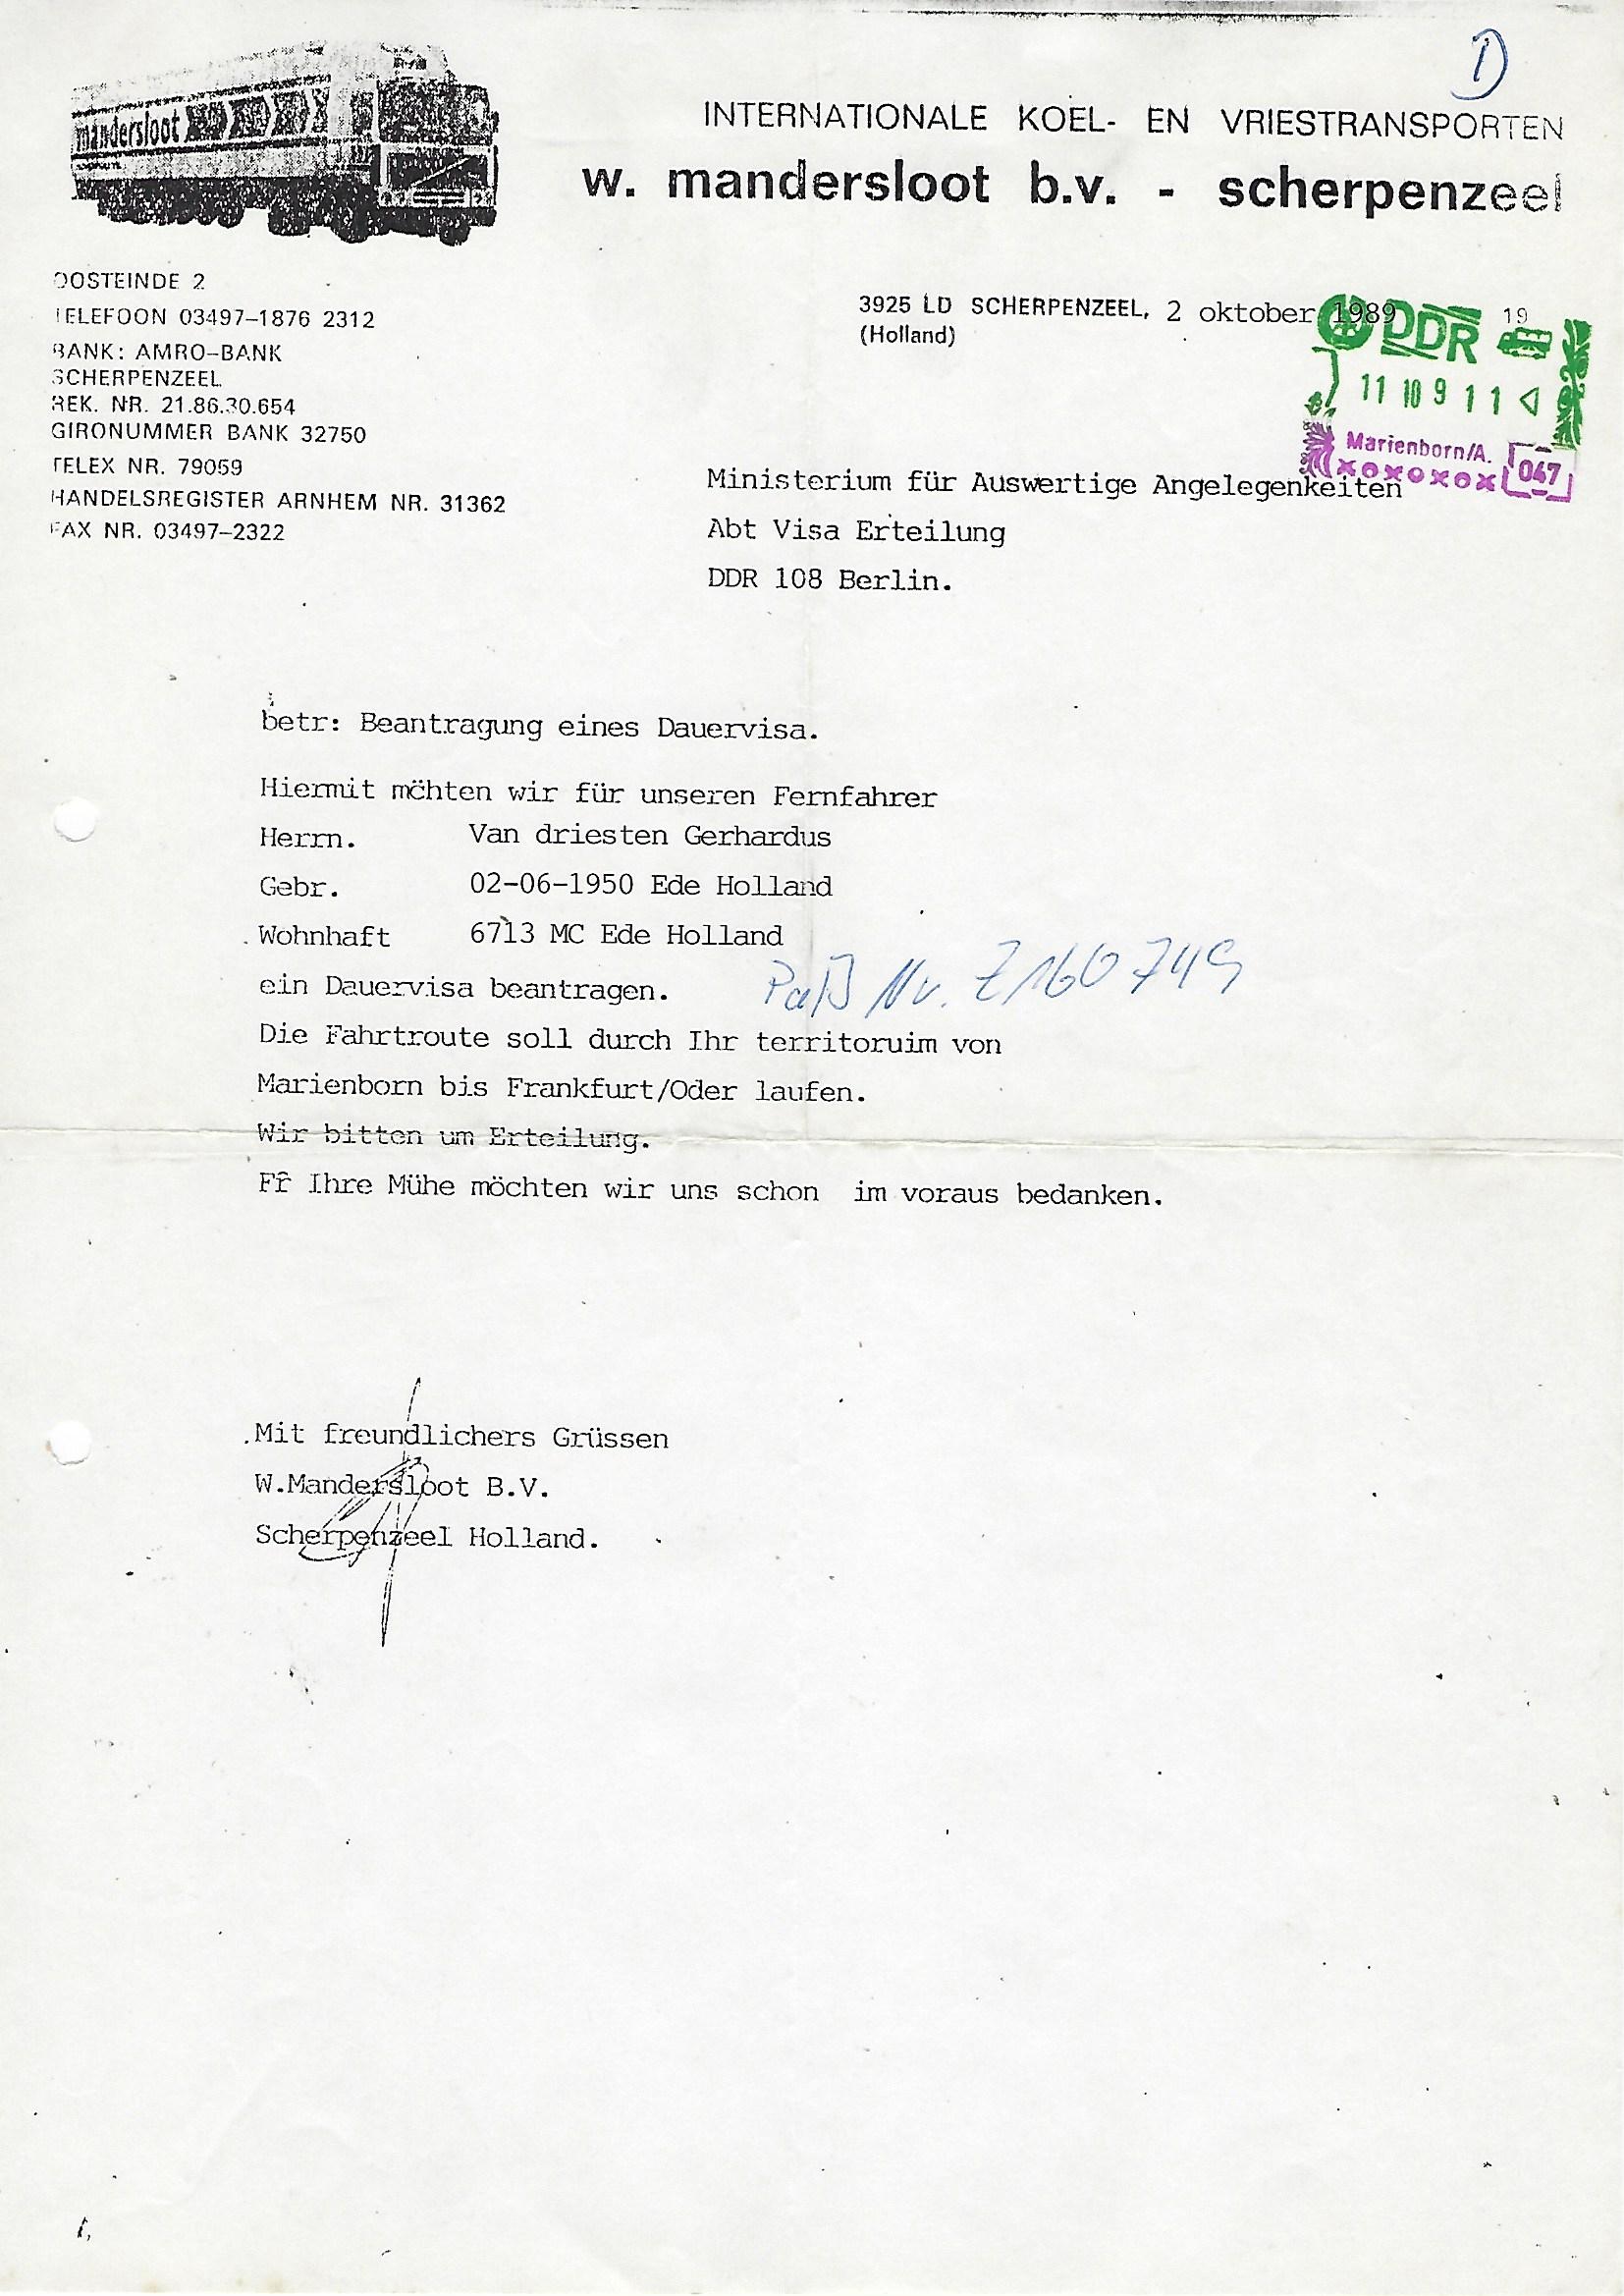 D
mandersloot
INTERNATIONALE KOEL- EN VRIESTRANSPORTEN
w. mandersloot b.v. - scherpenzeel
OOSTEINDE 2
TELEFOON 03497-1876 2312
BANK: AMRO-BANK
SCHERPENZEEL
REK. NR. 21.86.30.654
GIRONUMMER BANK 32750
TELEX NR. 79059
HANDELSREGISTER ARNHEM NR. 31362
FAX NR. 03497-2322
3925 LD SCHERPENZEEL, 2 oktober 1989 19
(Holland)
DDR
11 10 9 1 1
Marienborn/A.
xoxoxox 047
Ministerium für Auswertige Angelegenkeiten
Abt Visa Erteilung
DDR 108 Berlin.
betr: Beantragung eines Dauervisa.
Hiermit mchten wir für unseren Fernfahrer
Herrn. Van driesten Gerhardus
Gebr. 02-06-1950 Ede Holland
Wohnhaft 6713 MC Ede Holland
ein Dauervisa beantragen. Paß Nr. Z160749
Die Fahrtroute soll durch Ihr territoruim von
Marienborn bis Frankfurt/Oder laufen.
Wir bitten um Erteilung.
Fr Ihre Mühe möchten wir uns schon im voraus bedanken.
Mit freundlichers Grüssen
W.Mandersloot B.V.
Scherpenzeel Holland.